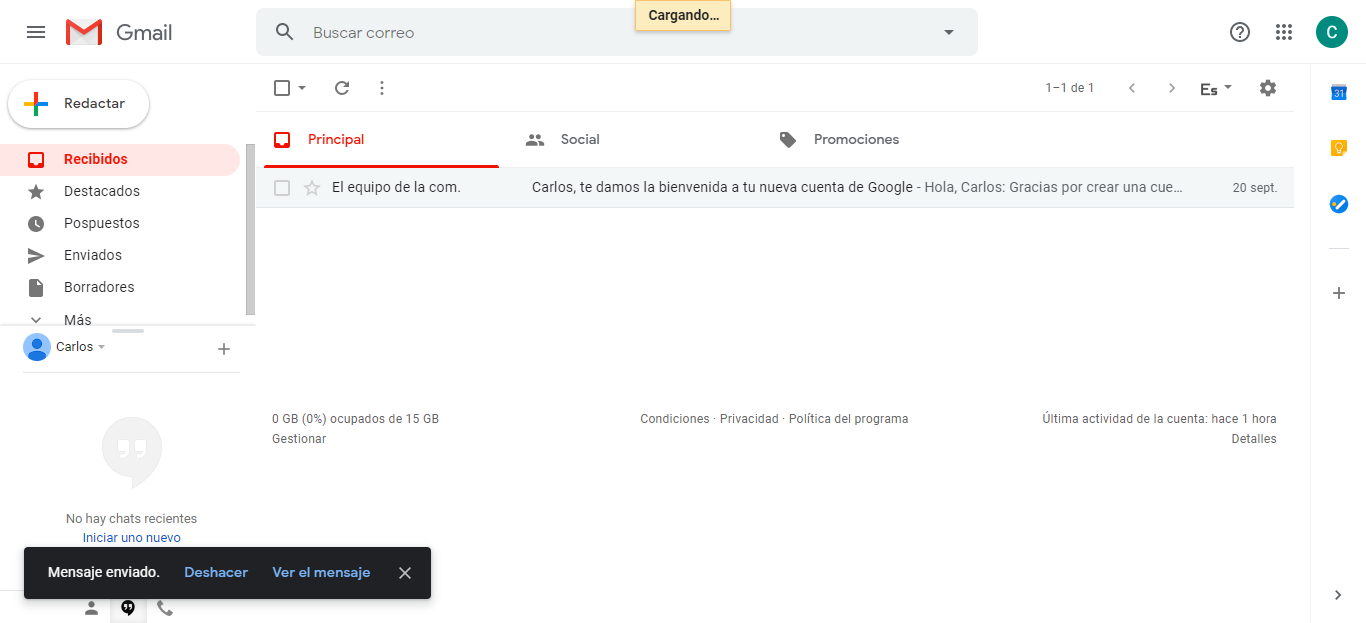 Cargando...
Gmail
Buscar correo
C
Redactar
1–1 de 1
Es
31
Recibidos
Principal
Social
Promociones
El equipo de la com.
Carlos, te damos la bienvenida a tu nueva cuenta de Google - Hola, Carlos: Gracias por crear una cue...
20 sept.
Destacados
Pospuestos
Enviados
Borradores
Más
Carlos
0 GB (0%) ocupados de 15 GB
Gestionar
Condiciones · Privacidad · Política del programa
Última actividad de la cuenta: hace 1 hora
Detalles
No hay chats recientes
Iniciar uno nuevo
Mensaje enviado. Deshacer Ver el mensaje